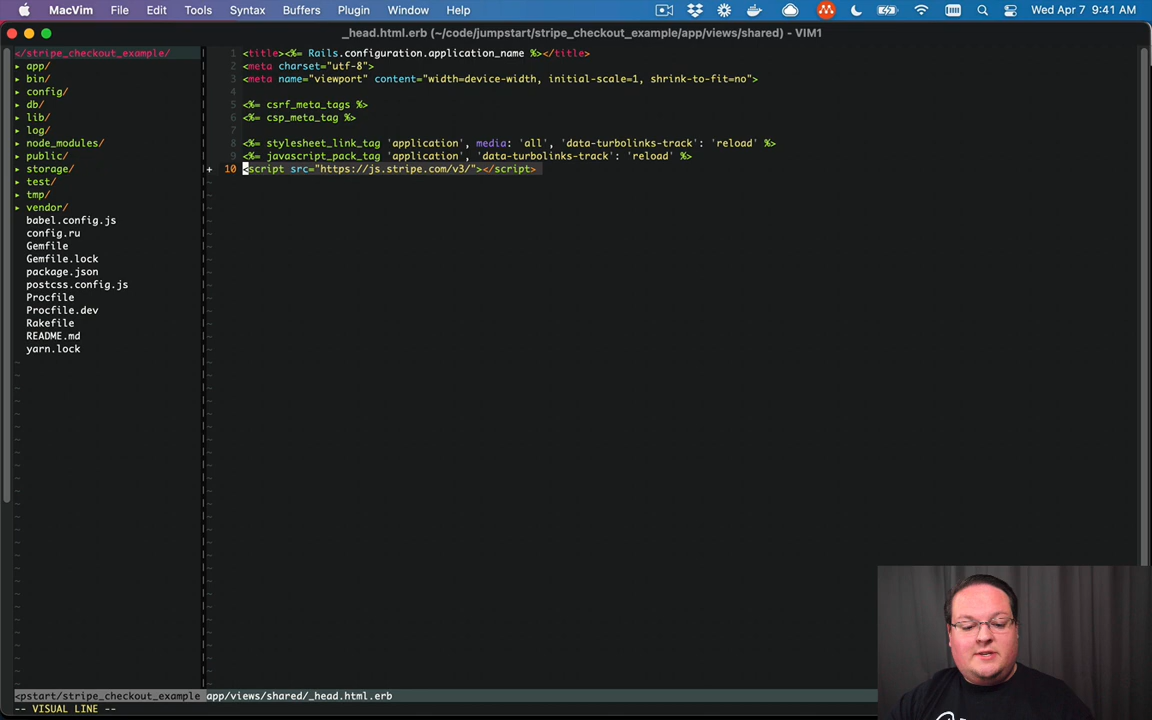 MacVim File Edit Tools Syntax Buffers Plugin Window Help Wed Apr 7 9:41 AM
_head.html.erb (~/code/jumpstart/stripe_checkout_example/app/views/shared) - VIM1
</stripe_checkout_example/
▸ app/
▸ bin/
▸ config/
▸ db/
▸ lib/
▸ log/
▸ node_modules/
▸ public/
▸ storage/
▸ test/
▸ tmp/
▸ vendor/
babel.config.js
config.ru
Gemfile
Gemfile.lock
package.json
postcss.config.js
Procfile
Procfile.dev
Rakefile
README.md
yarn.lock
1 <title><%= Rails.configuration.application_name %></title>
2 <meta charset="utf-8">
3 <meta name="viewport" content="width=device-width, initial-scale=1, shrink-to-fit=no">
4
5 <%= csrf_meta_tags %>
6 <%= csp_meta_tag %>
7
8 <%= stylesheet_link_tag 'application', media: 'all', 'data-turbolinks-track': 'reload' %>
9 <%= javascript_pack_tag 'application', 'data-turbolinks-track': 'reload' %>
+ 10 <script src="https://js.stripe.com/v3/"></script>
<pstart/stripe_checkout_example app/views/shared/_head.html.erb
-- VISUAL LINE --